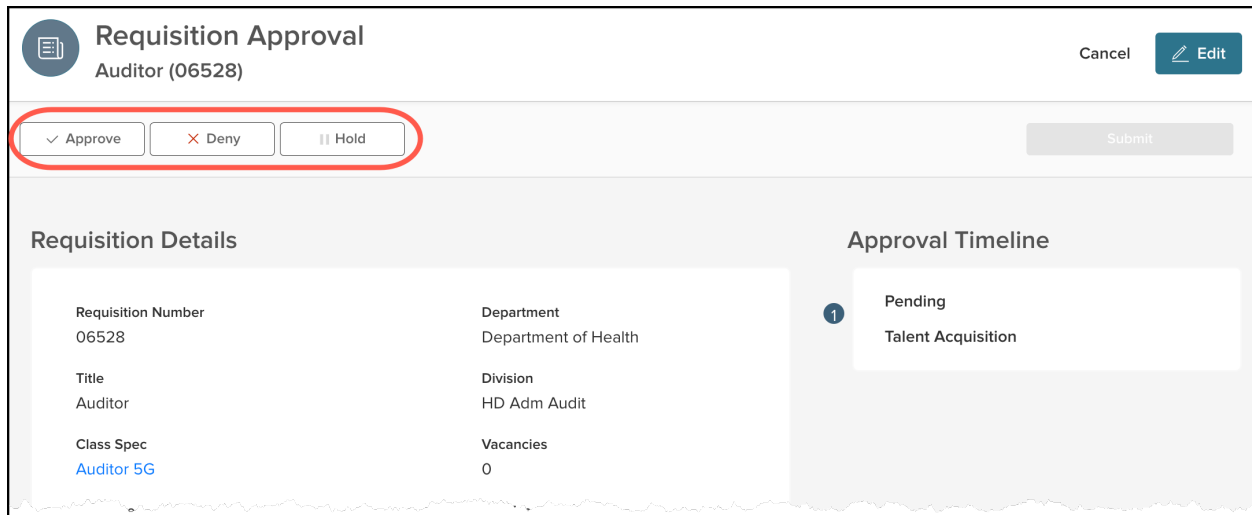 Requisition Approval
Auditor (06528)
Cancel
Edit
Approve
Deny
Hold
Submit
Requisition Details
Requisition Number
06528
Department
Department of Health
Title
Auditor
Division
HD Adm Audit
Class Spec
Auditor 5G
Vacancies
0
Approval Timeline
1
Pending
Talent Acquisition